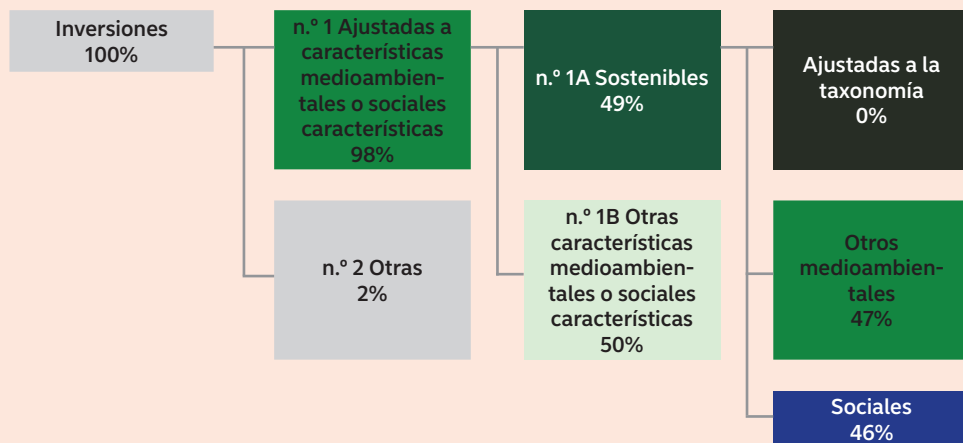 Inversiones
100%
n.º 1 Ajustadas a
características
medioambien-
tales o sociales
características
98%
n.º 2 Otras
2%
n.º 1A Sostenibles
49%
n.º 1B Otras
características
medioambien-
tales o sociales
características
50%
Ajustadas a la
taxonomía
0%
Otros
medioambien-
tales
47%
Sociales
46%